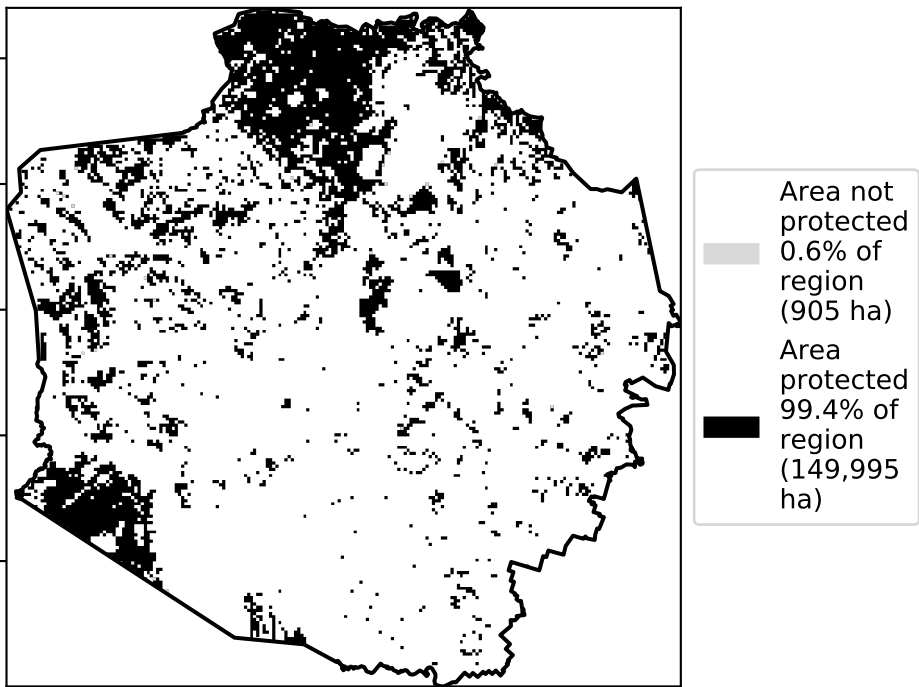 Area not
protected
0.6% of
region
(905 ha)
Area
protected
99.4% of
region
(149,995
ha)